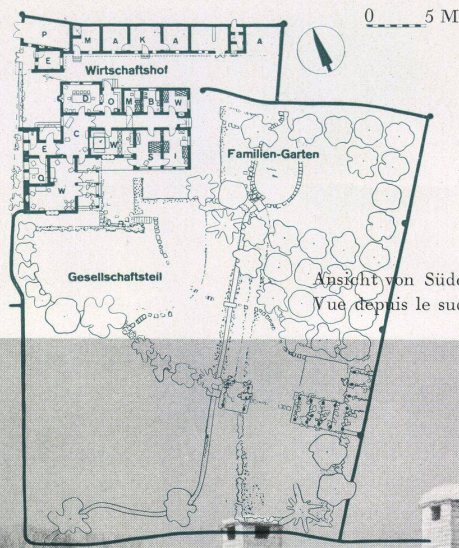 0 5 M
P M A K A A
E
Wirtschaftshof
D O M B W
C
E W S I
O
W
Familien-Garten
Gesellschaftsteil
Ansicht von Süde
Vue depuis le sud